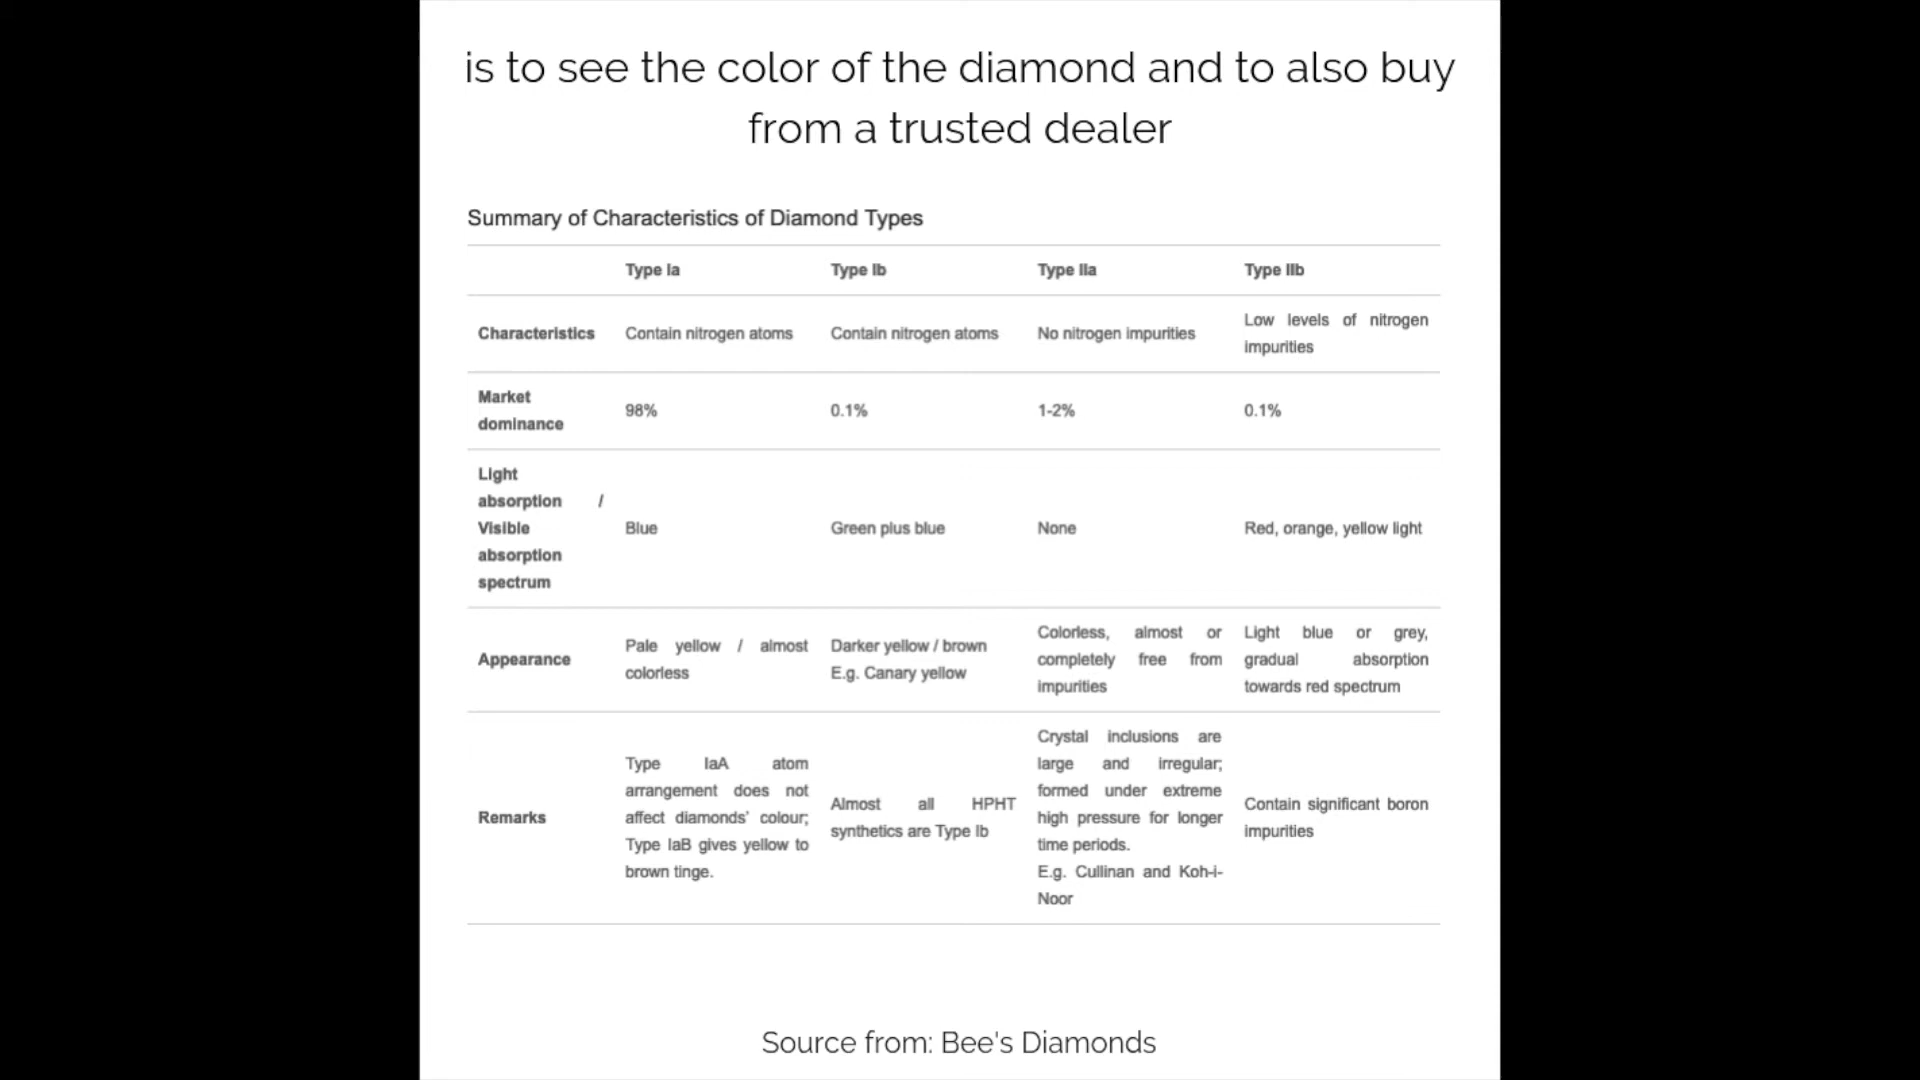 is to see the color of the diamond and to also buy
from a trusted dealer
Summary of Characteristics of Diamond Types
Type Ia Type Ib Type IIa Type IIb
Characteristics Contain nitrogen atoms Contain nitrogen atoms No nitrogen impurities Low levels of nitrogen
impurities
Market
dominance 98% 0.1% 1-2% 0.1%
Light
absorption /
Visible
absorption
spectrum Blue Green plus blue None Red, orange, yellow light
Appearance Pale yellow / almost
colorless
Darker yellow / brown
E.g. Canary yellow
Colorless, almost or
completely free from
impurities
Light blue or grey,
gradual absorption
towards red spectrum
Remarks
Type IaA atom
arrangement does not
affect diamonds' colour;
Type IaB gives yellow to
brown tinge.
Almost all HPHT
synthetics are Type Ib
Crystal inclusions are
large and irregular;
formed under extreme
high pressure for longer
time periods.
E.g. Cullinan and Koh-i-
Noor
Contain significant boron
impurities
Source from: Bee's Diamonds